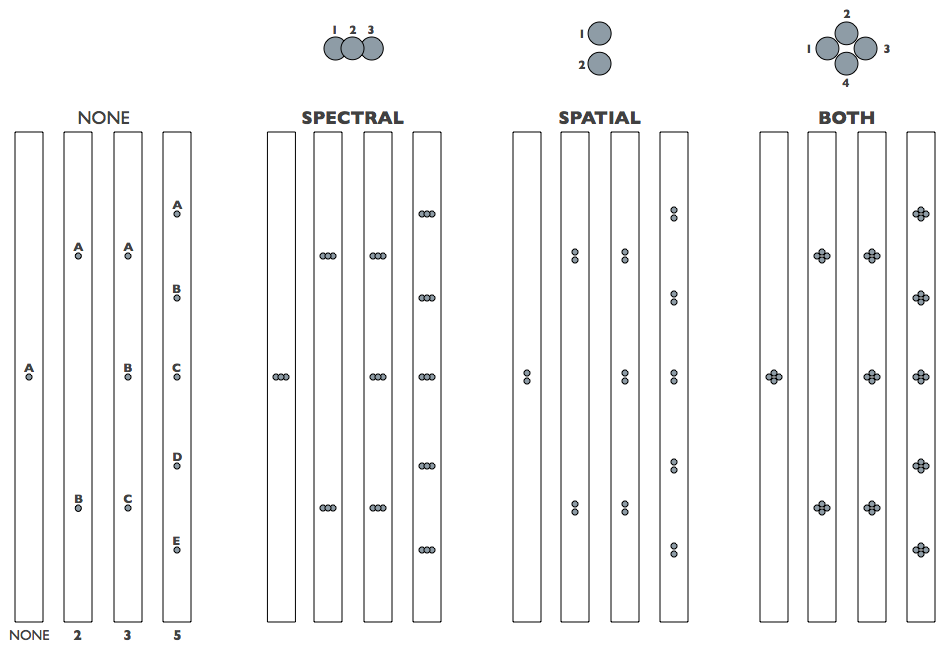 2
1 2 3
1
1 3
2
4
NONE SPECTRAL SPATIAL BOTH
A
A A
B
A B C
D
B C
E
NONE 2 3 5